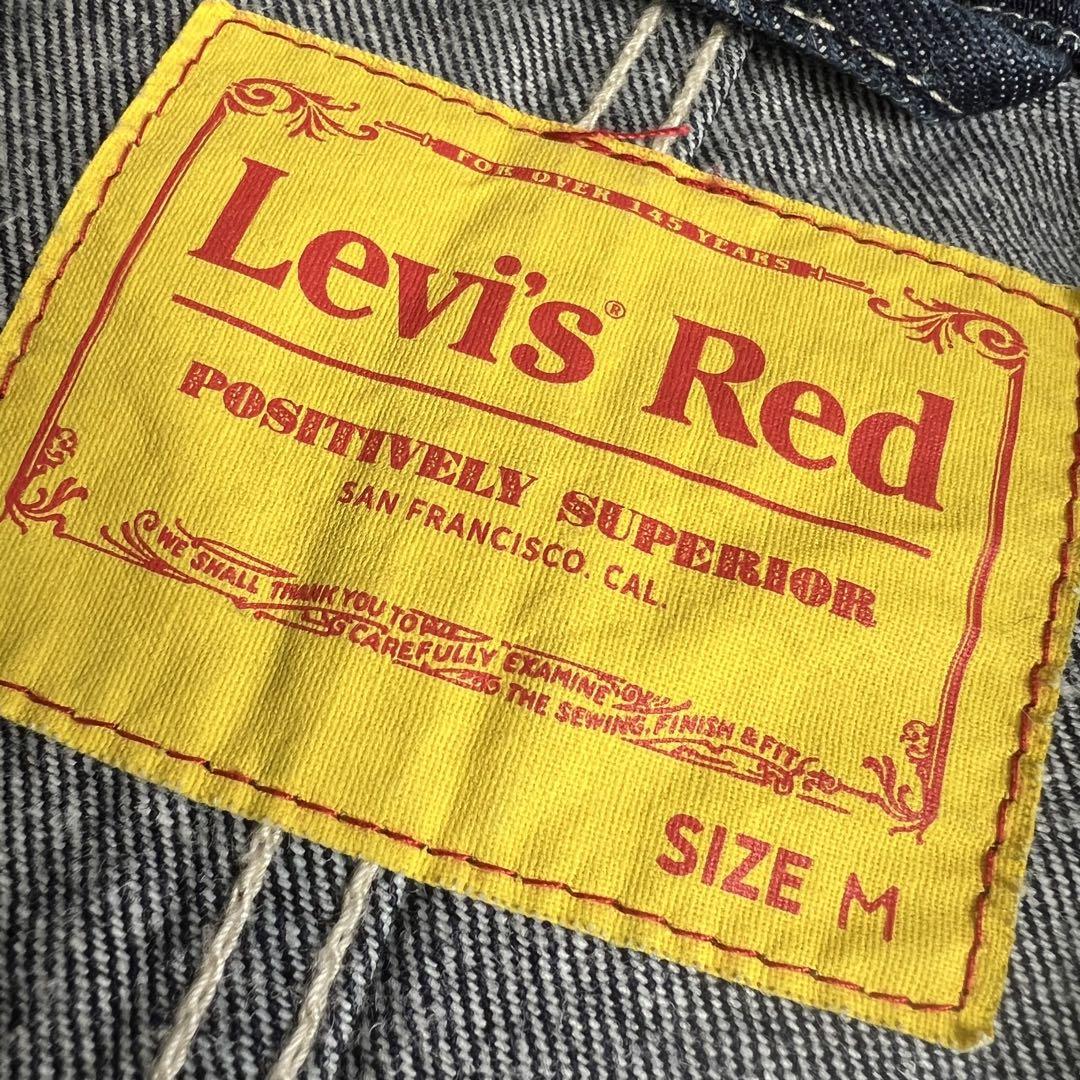 FOR OVER 145 YEARS
Levi's® Red
POSITIVELY SUPERIOR
SAN FRANCISCO. CAL.
WE SHALL THANK YOU TO
CAREFULLY EXAMINE
THE SEWING, FINISH & FIT
SIZE M